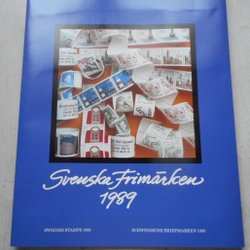 Svenska Frimärken
1989
SWEDISH STAMPS 1989
SCHWEDISCHE BRIEFMARKEN 1989